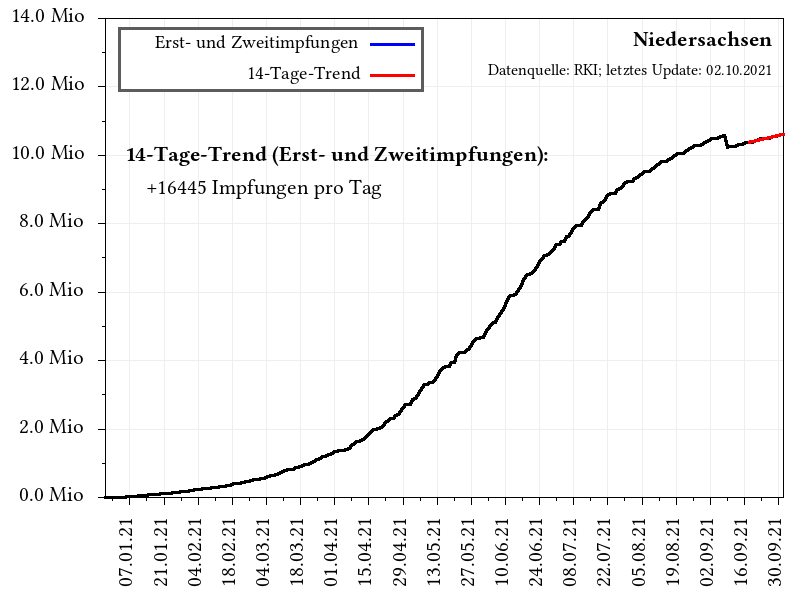 14.0 Mio
12.0 Mio
10.0 Mio
8.0 Mio
6.0 Mio
4.0 Mio
2.0 Mio
0.0 Mio
Erst- und Zweitimpfungen
14-Tage-Trend
Niedersachsen
Datenquelle: RKI; letztes Update: 02.10.2021
14-Tage-Trend (Erst- und Zweitimpfungen):
+16445 Impfungen pro Tag
07.01.21
21.01.21
04.02.21
18.02.21
04.03.21
18.03.21
01.04.21
15.04.21
29.04.21
13.05.21
27.05.21
10.06.21
24.06.21
08.07.21
22.07.21
05.08.21
19.08.21
02.09.21
16.09.21
30.09.21